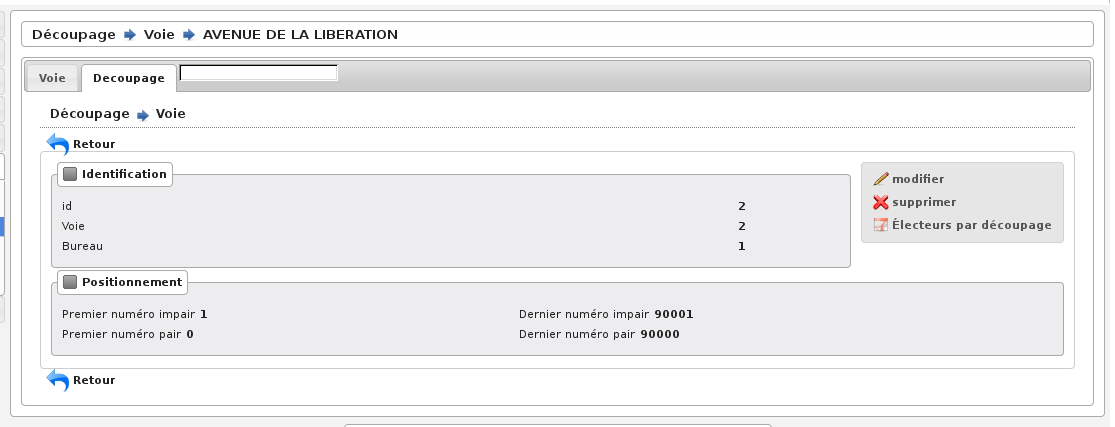 Découpage Voie AVENUE DE LA LIBERATION
Voie Decoupage
Découpage Voie
Retour
Identification
modifier
id 2
supprimer
Voie 2
Électeurs par découpage
Bureau 1
Positionnement
Premier numéro impair 1 Dernier numéro impair 90001
Premier numéro pair 0 Dernier numéro pair 90000
Retour